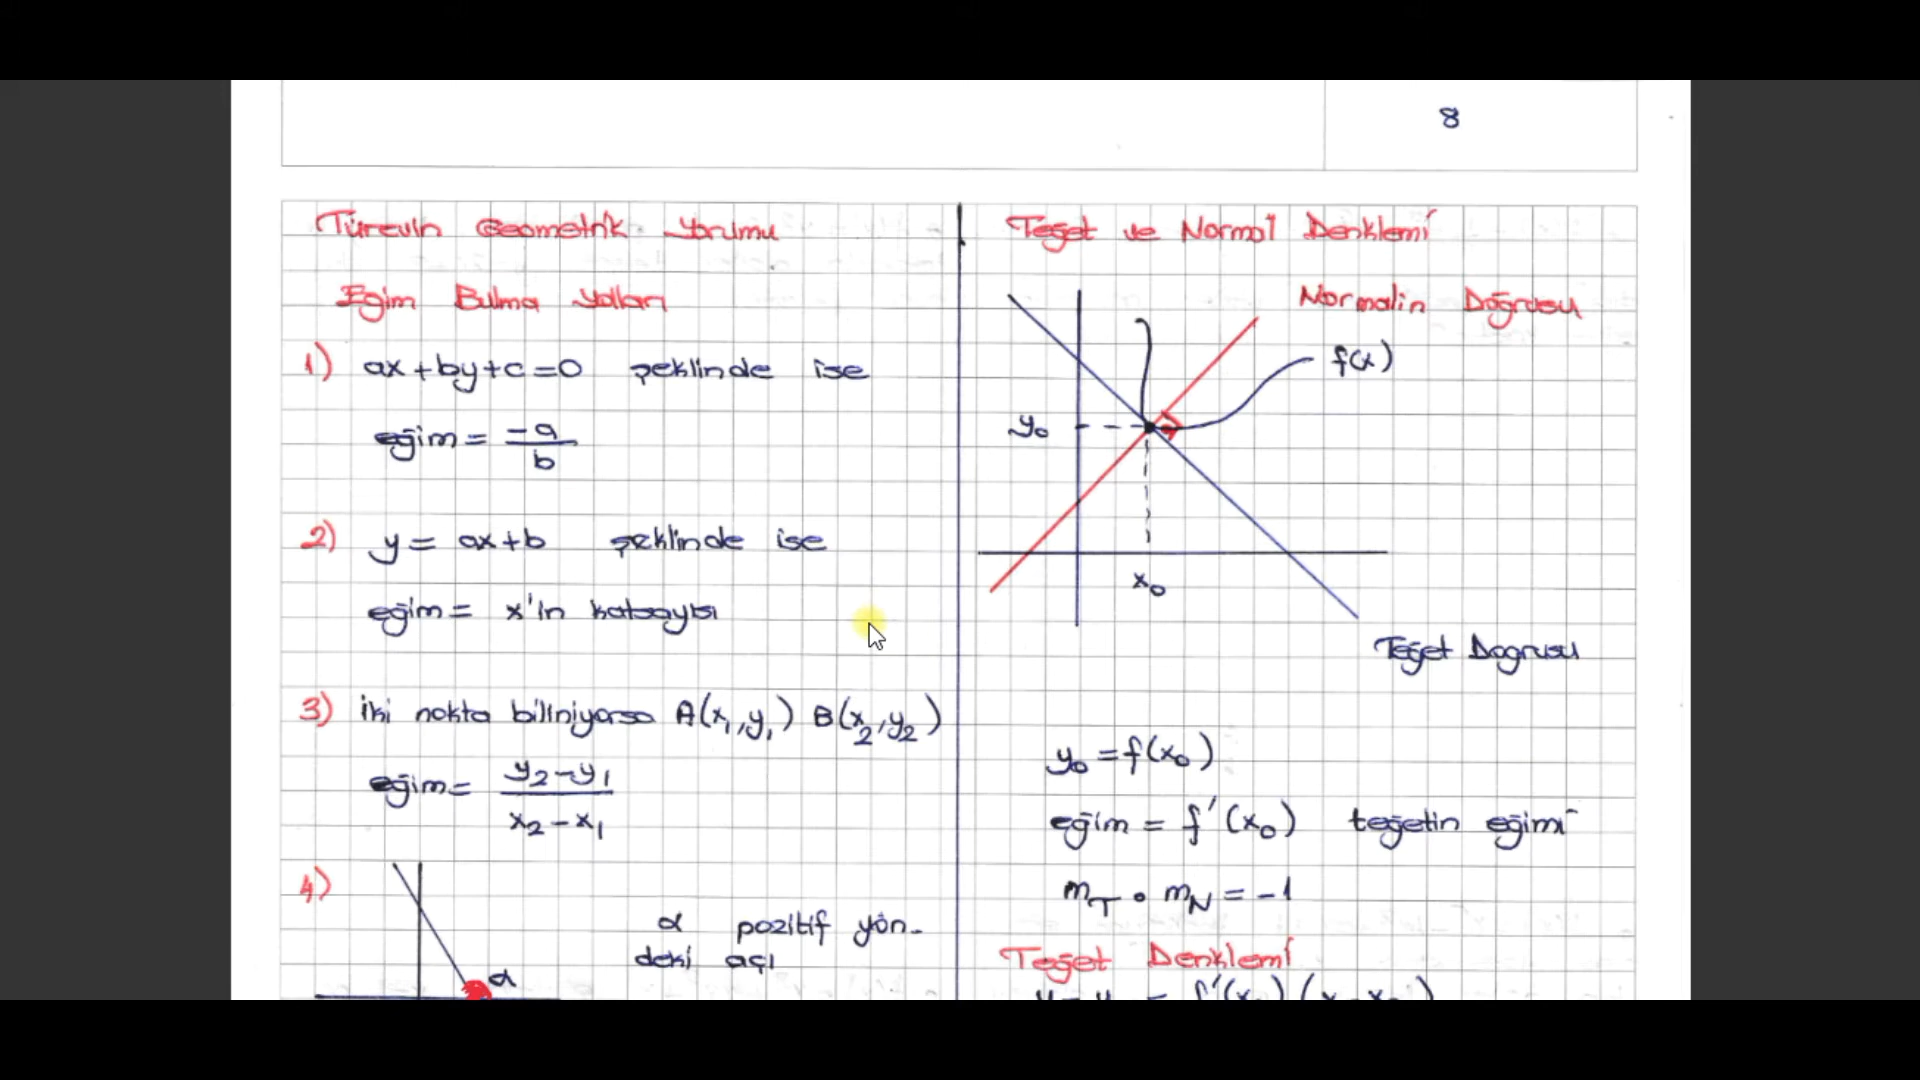 8
Türevin Geometrik Yorumu
Eğim Bulma Yolları
1) ax+by+c=0 şeklinde ise
eğim = -a/b
2) y = ax+b şeklinde ise
eğim = x'in katsayısı
3) İki nokta biliniyorsa A(x₁,y₁) B(x₂,y₂)
eğim = y₂-y₁/x₂-x₁
4)
α
α pozitif yön-
deki açı
Teğet ve Normal Denklemi
Normalin Doğrusu
f(x)
y₀
x₀
Teğet Doğrusu
y₀ = f(x₀)
eğim = f'(x₀) teğetin eğimi
m_T • m_N = -1
Teğet Denklemi